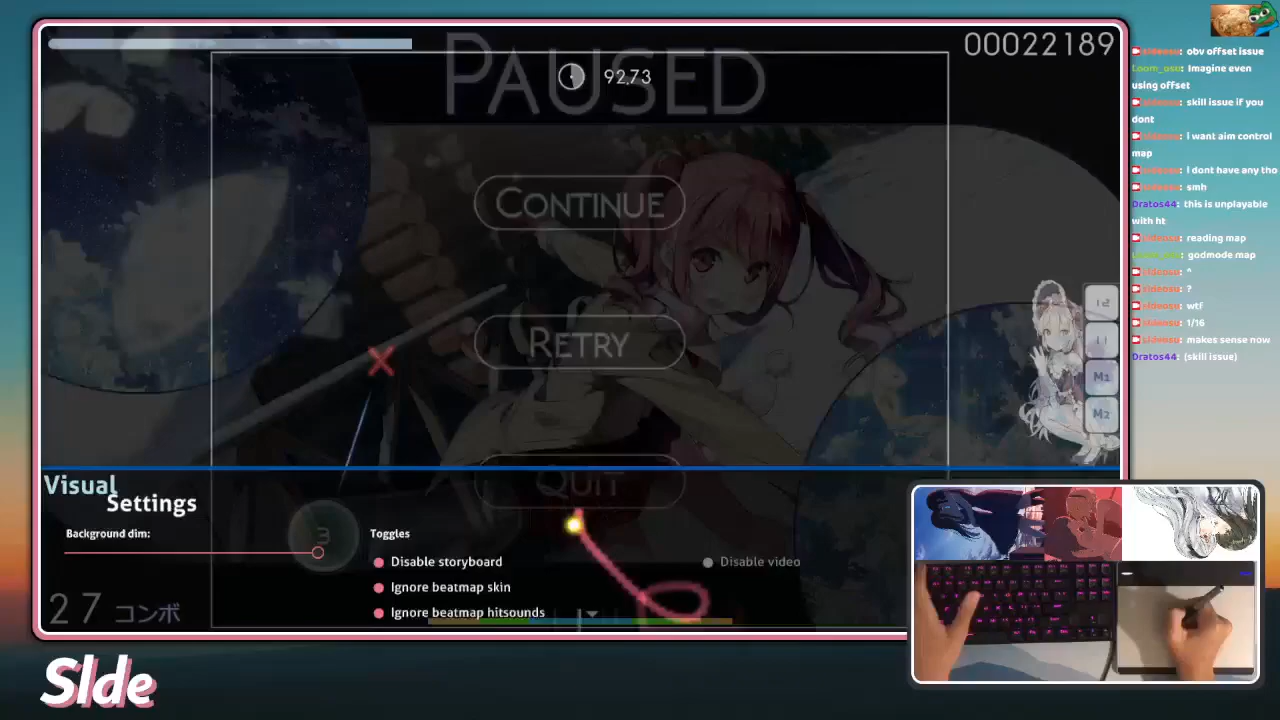 PAUSED
00022189
92.73
CONTINUE
RETRY
QUIT
Visual
Settings
Background dim:
3
Toggles
Disable storyboard
Disable video
Ignore beatmap skin
Ignore beatmap hitsounds
27 コンボ
M1
M2
Slde
: obv offset issue
: Imagine even
using offset
: skill issue if you
dont
: i want aim control
map
: I dont have any tho
: smh
Dratos44: this is unplayable
with ht
: reading map
: godmode map
: ^
: ?
: wtf
: 1/16
: makes sense now
Dratos44: (skill issue)